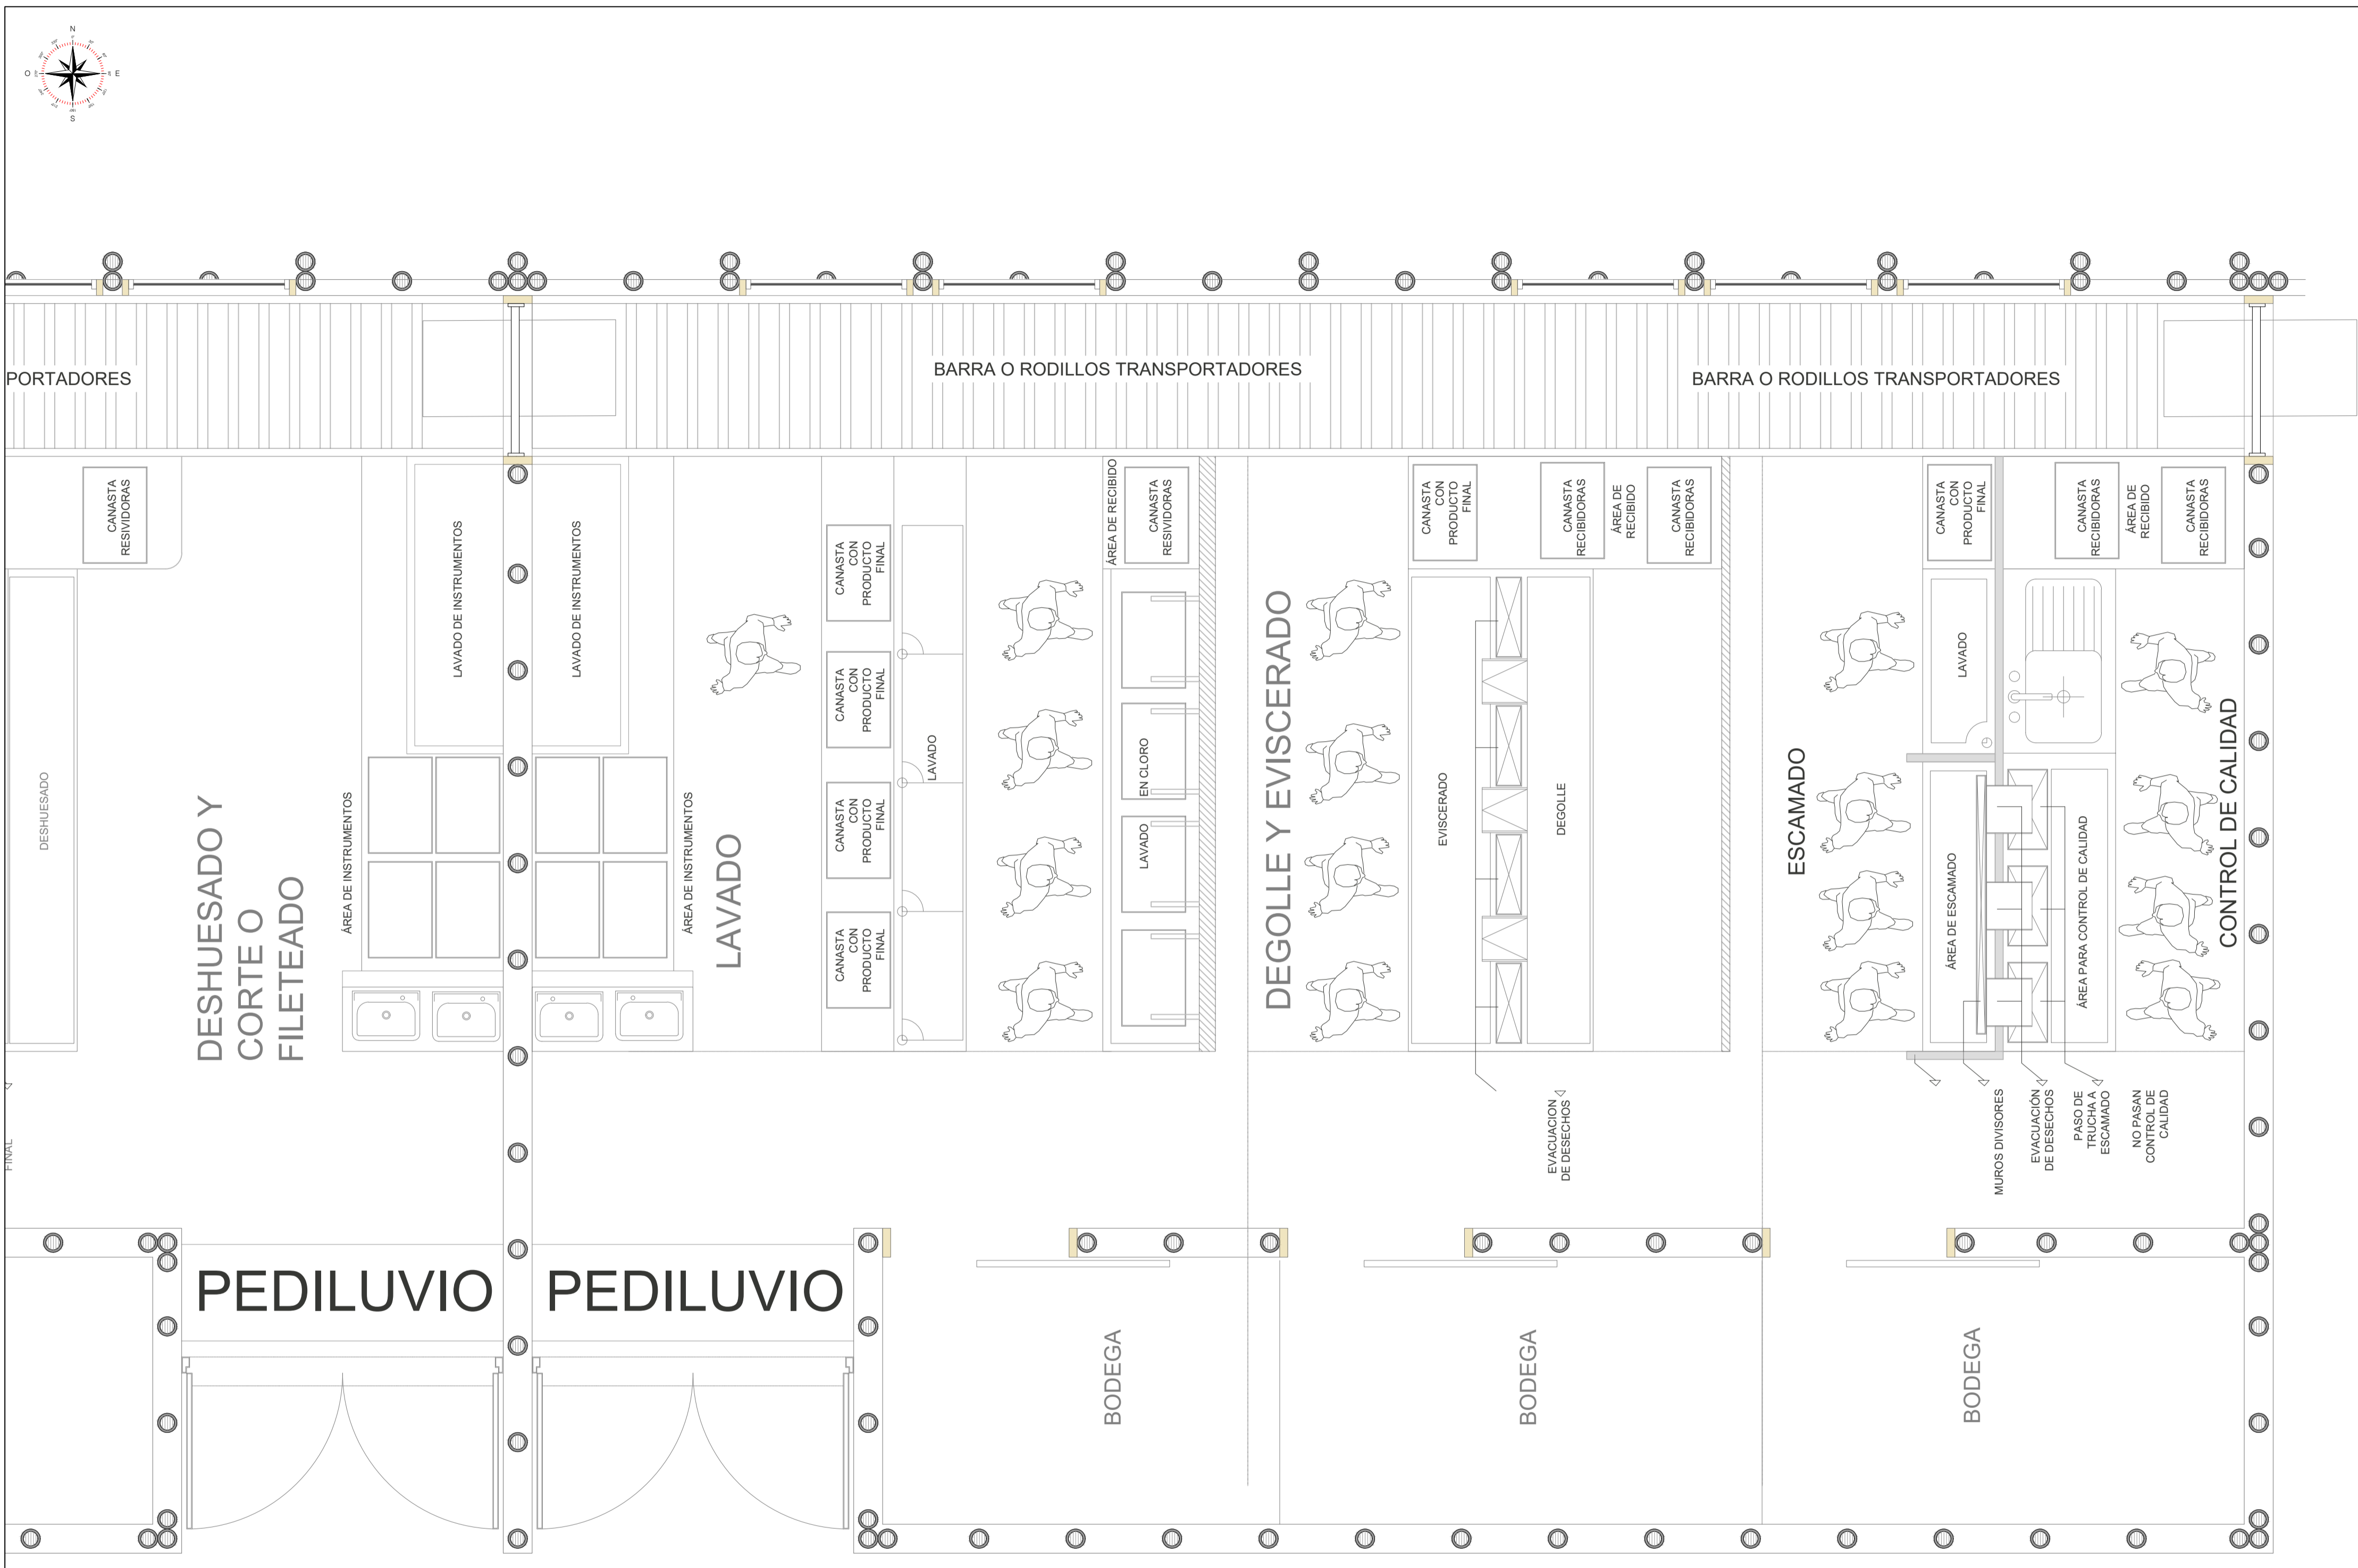 N
O
E
S
PORTADORES
BARRA O RODILLOS TRANSPORTADORES
BARRA O RODILLOS TRANSPORTADORES
CANASTA
RESIVIDORAS
DESHUESADO
FINAL
DESHUESADO Y
CORTE O
FILETEADO
LAVADO DE INSTRUMENTOS
ÁREA DE INSTRUMENTOS
LAVADO DE INSTRUMENTOS
ÁREA DE INSTRUMENTOS
LAVADO
CANASTA
CON
PRODUCTO
FINAL
CANASTA
CON
PRODUCTO
FINAL
CANASTA
CON
PRODUCTO
FINAL
CANASTA
CON
PRODUCTO
FINAL
LAVADO
ÁREA DE RECIBIDO
CANASTA
RESIVIDORAS
LAVADO EN CLORO
DEGOLLE Y EVISCERADO
CANASTA
CON
PRODUCTO
FINAL
CANASTA
RECIBIDORAS
ÁREA DE
RECIBIDO
CANASTA
RECIBIDORAS
EVISCERADO
DEGOLLE
EVACUACION
DE DESECHOS
ESCAMADO
CANASTA
CON
PRODUCTO
FINAL
CANASTA
RECIBIDORAS
ÁREA DE
RECIBIDO
CANASTA
RECIBIDORAS
LAVADO
ÁREA DE ESCAMADO
ÁREA PARA CONTROL DE CALIDAD
CONTROL DE CALIDAD
MUROS DIVISORES
EVACUACIÓN
DE DESECHOS
PASO DE
TRUCHA A
ESCAMADO
NO PASAN
CONTROL DE
CALIDAD
PEDILUVIO
PEDILUVIO
BODEGA
BODEGA
BODEGA